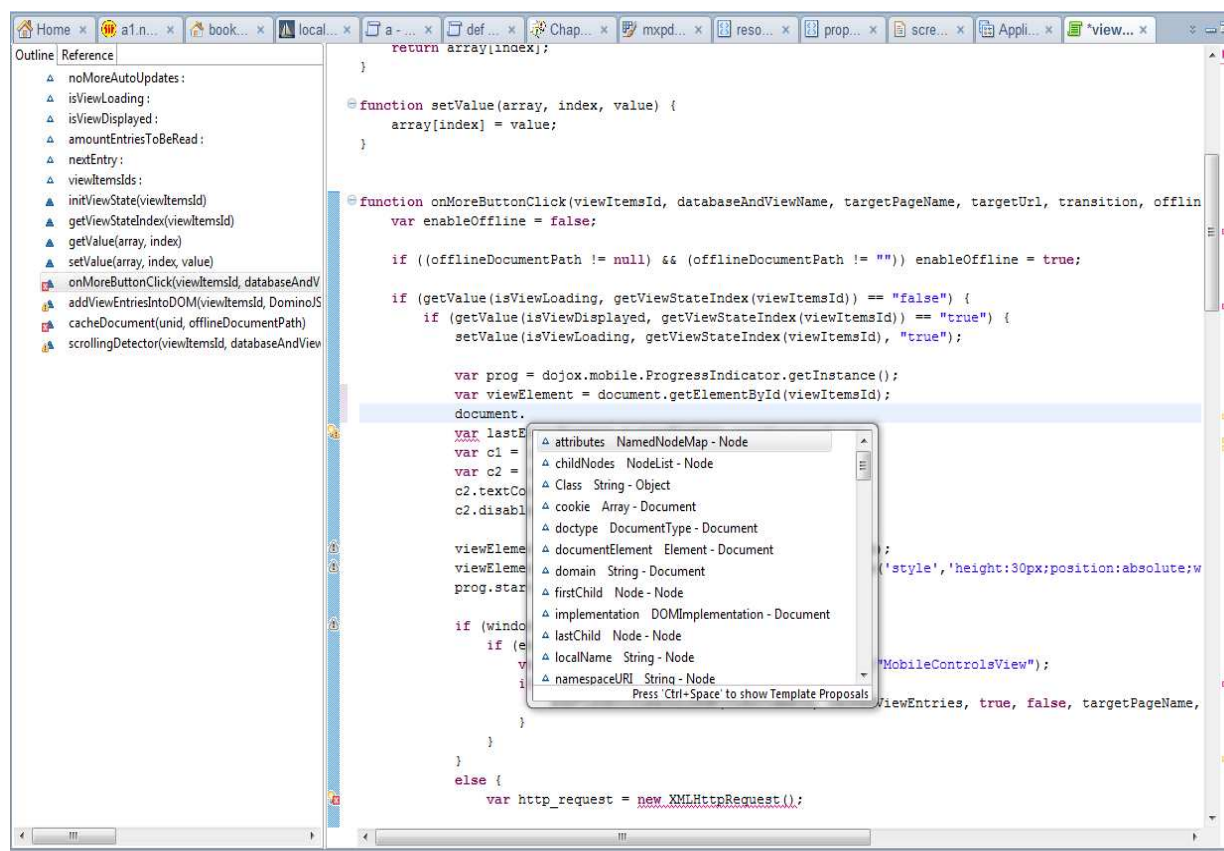 Home
a1.n...
book...
local...
a - ...
def ...
Chap...
mxpd...
reso...
prop...
scre...
Appli...
*view...
Outline
Reference
noMoreAutoUpdates :
isViewLoading :
isViewDisplayed :
amountEntriesToBeRead :
nextEntry :
viewItemsIds :
initViewState(viewItemsId)
getViewStateIndex(viewItemsId)
getValue(array, index)
setValue(array, index, value)
onMoreButtonClick(viewItemsId, databaseAndV
addViewEntriesIntoDOM(viewItemsId, DominoJS
cacheDocument(unid, offlineDocumentPath)
scrollingDetector(viewItemsId, databaseAndView
return array[index];
}
function setValue(array, index, value) {
array[index] = value;
}
function onMoreButtonClick(viewItemsId, databaseAndViewName, targetPageName, targetUrl, transition, offlin
var enableOffline = false;
if ((offlineDocumentPath != null) && (offlineDocumentPath != "")) enableOffline = true;
if (getValue(isViewLoading, getViewStateIndex(viewItemsId)) == "false") {
if (getValue(isViewDisplayed, getViewStateIndex(viewItemsId)) == "true") {
setValue(isViewLoading, getViewStateIndex(viewItemsId), "true");
var prog = dojox.mobile.ProgressIndicator.getInstance();
var viewElement = document.getElementById(viewItemsId);
document.
var lastE
var c1 =
var c2 =
c2.textCo
c2.disabl
viewEleme );
viewEleme ('style','height:30px;position:absolute;w
prog.star
if (windo
if (e
v "MobileControlsView");
i
ViewEntries, true, false, targetPageName,
}
}
}
else {
var http_request = new XMLHttpRequest();
attributes NamedNodeMap - Node
childNodes NodeList - Node
Class String - Object
cookie Array - Document
doctype DocumentType - Document
documentElement Element - Document
domain String - Document
firstChild Node - Node
implementation DOMImplementation - Document
lastChild Node - Node
localName String - Node
namespaceURI String - Node
Press 'Ctrl+Space' to show Template Proposals